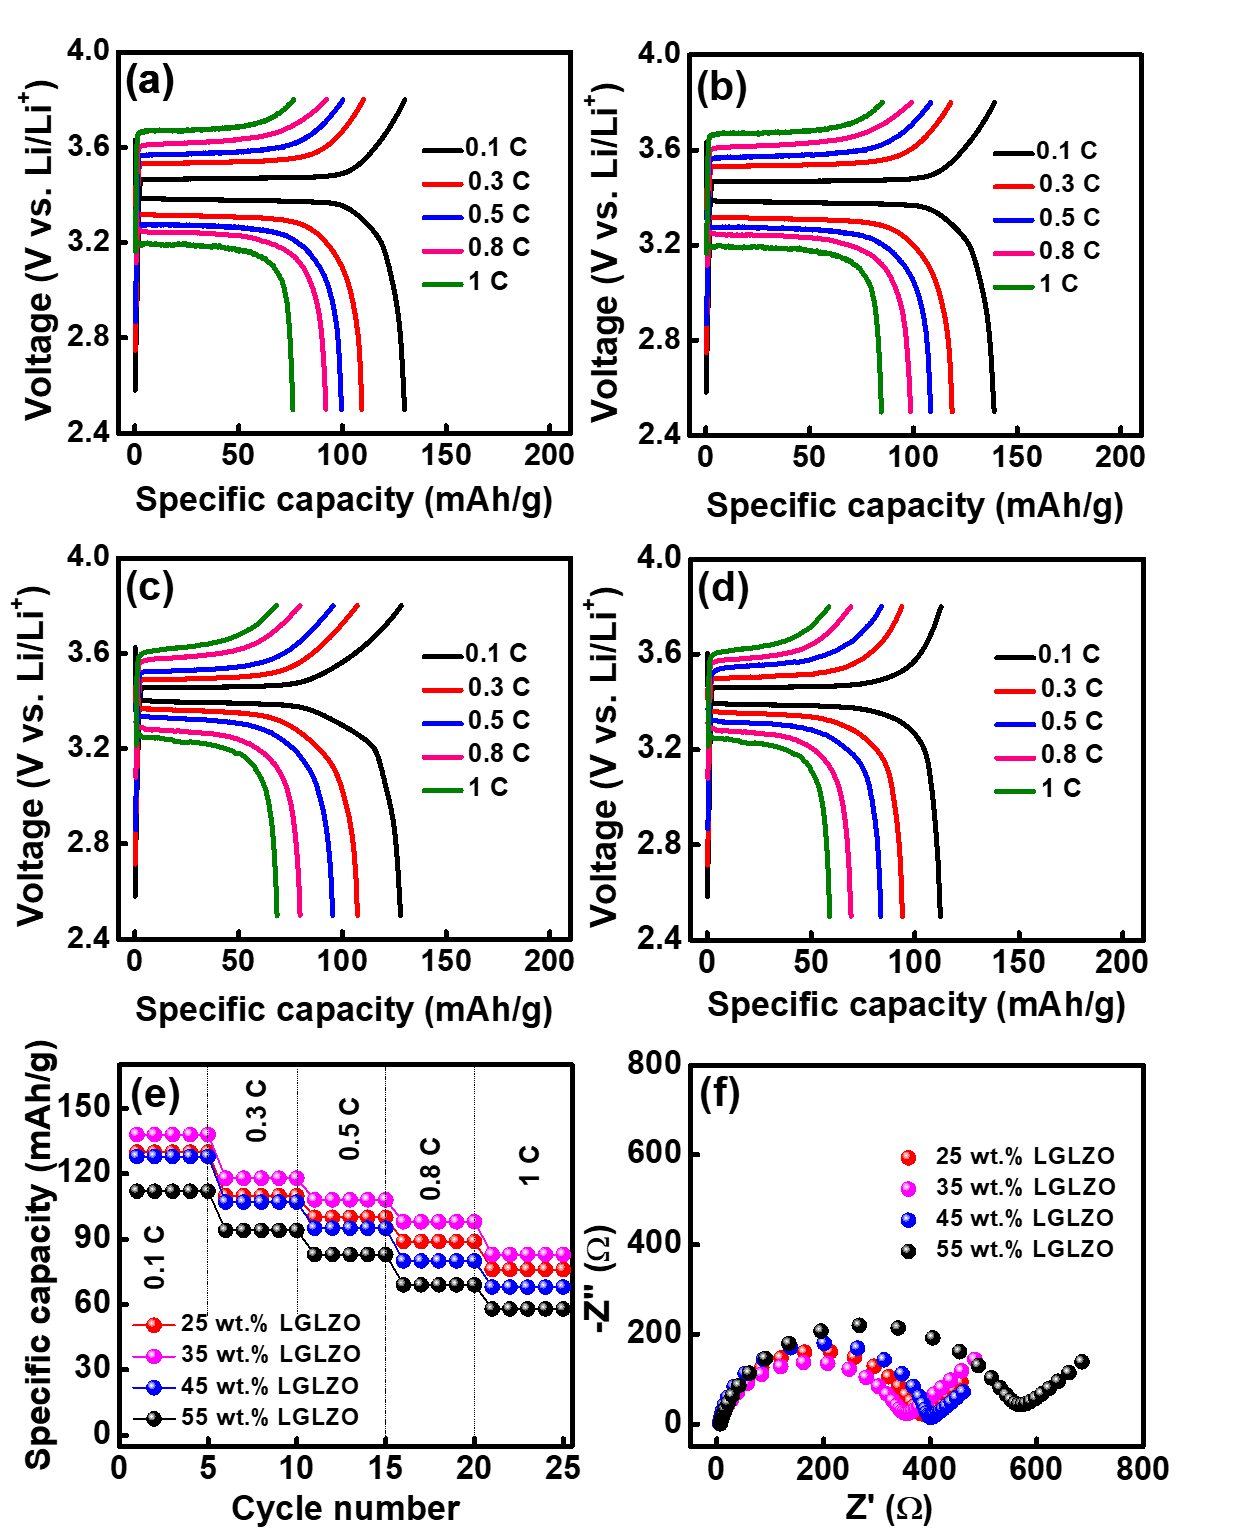 (a)
4.0
3.6
3.2
2.8
2.4
Voltage (V vs. Li/Li+)
0.1 C
0.3 C
0.5 C
0.8 C
1 C
0 50 100 150 200
Specific capacity (mAh/g)
(b)
4.0
3.6
3.2
2.8
2.4
Voltage (V vs. Li/Li+)
0.1 C
0.3 C
0.5 C
0.8 C
1 C
0 50 100 150 200
Specific capacity (mAh/g)
(c)
4.0
3.6
3.2
2.8
2.4
Voltage (V vs. Li/Li+)
0.1 C
0.3 C
0.5 C
0.8 C
1 C
0 50 100 150 200
Specific capacity (mAh/g)
(d)
4.0
3.6
3.2
2.8
2.4
Voltage (V vs. Li/Li+)
0.1 C
0.3 C
0.5 C
0.8 C
1 C
0 50 100 150 200
Specific capacity (mAh/g)
(e)
150
120
90
60
30
0
Specific capacity (mAh/g)
0.1 C
0.3 C
0.5 C
0.8 C
1 C
25 wt.% LGLZO
35 wt.% LGLZO
45 wt.% LGLZO
55 wt.% LGLZO
0 5 10 15 20 25
Cycle number
(f)
800
600
400
200
0
-Z'' (Ω)
25 wt.% LGLZO
35 wt.% LGLZO
45 wt.% LGLZO
55 wt.% LGLZO
0 200 400 600 800
Z' (Ω)